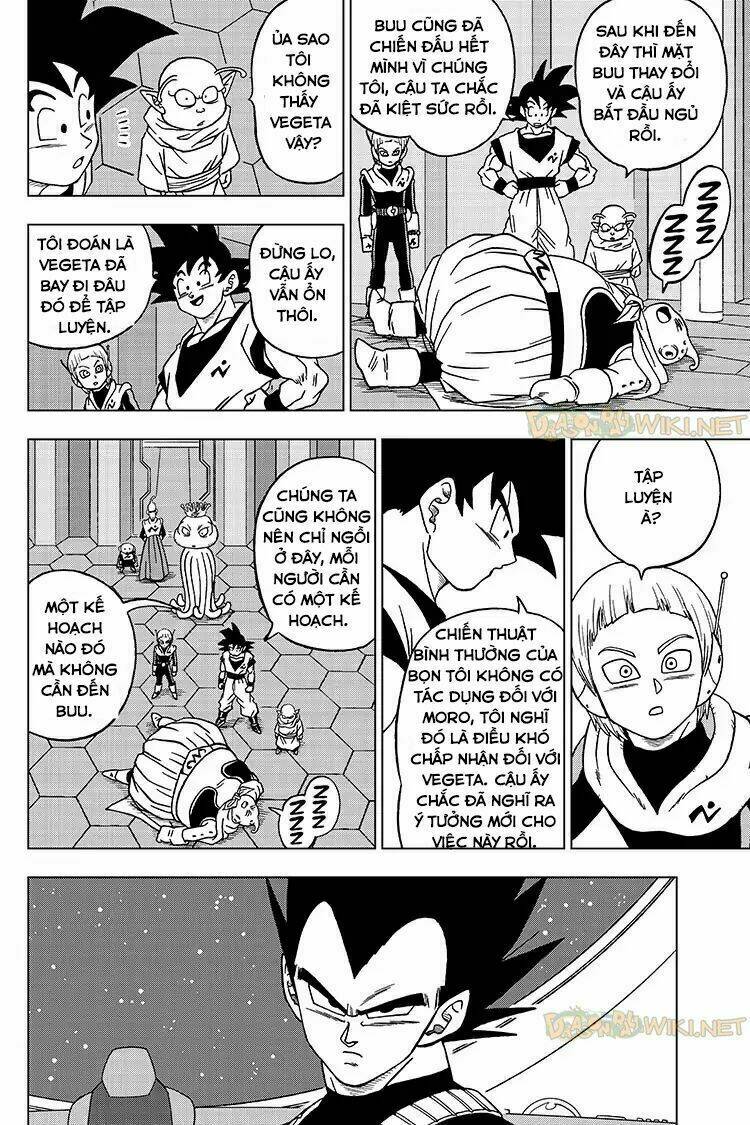 SAU KHI ĐẾN
ĐÂY THÌ MẶT
BUU THAY ĐỔI
VÀ CẬU ẤY
BẮT ĐẦU NGỦ
RỒI.
BUU CŨNG ĐÃ
CHIẾN ĐẤU HẾT
MÌNH VÌ CHÚNG
TÔI, CẬU TA CHẮC
ĐÃ KIỆT SỨC RỒI.
ZZZ
ZZZ
ỦA SAO
TÔI
KHÔNG
THẤY
VEGETA
VẬY?
ĐỪNG LO,
CẬU ẤY
VẪN ỔN
THÔI.
TÔI ĐOÁN LÀ
VEGETA ĐÃ
BAY ĐI ĐÂU
ĐÓ ĐỂ TẬP
LUYỆN.
DRAGONBALLWIKI.NET
TẬP
LUYỆN
À?
CHIẾN THUẬT
BÌNH THƯỜNG CỦA
BỌN TÔI KHÔNG CÓ
TÁC DỤNG ĐỐI VỚI
MORO, TÔI NGHĨ
ĐÓ LÀ ĐIỀU KHÓ
CHẤP NHẬN ĐỐI VỚI
VEGETA. CẬU ẤY
CHẮC ĐÃ NGHĨ RA
Ý TƯỞNG MỚI CHO
VIỆC NÀY RỒI.
CHÚNG TA
CŨNG KHÔNG
NÊN CHỈ NGỒI
Ở ĐÂY, MỖI
NGƯỜI CẦN
CÓ MỘT KẾ
HOẠCH.
MỘT KẾ
HOẠCH
NÀO ĐÓ
MÀ KHÔNG
CẦN ĐẾN
BUU.
ZZZ
ZZZ
DRAGONBALLWIKI.NET